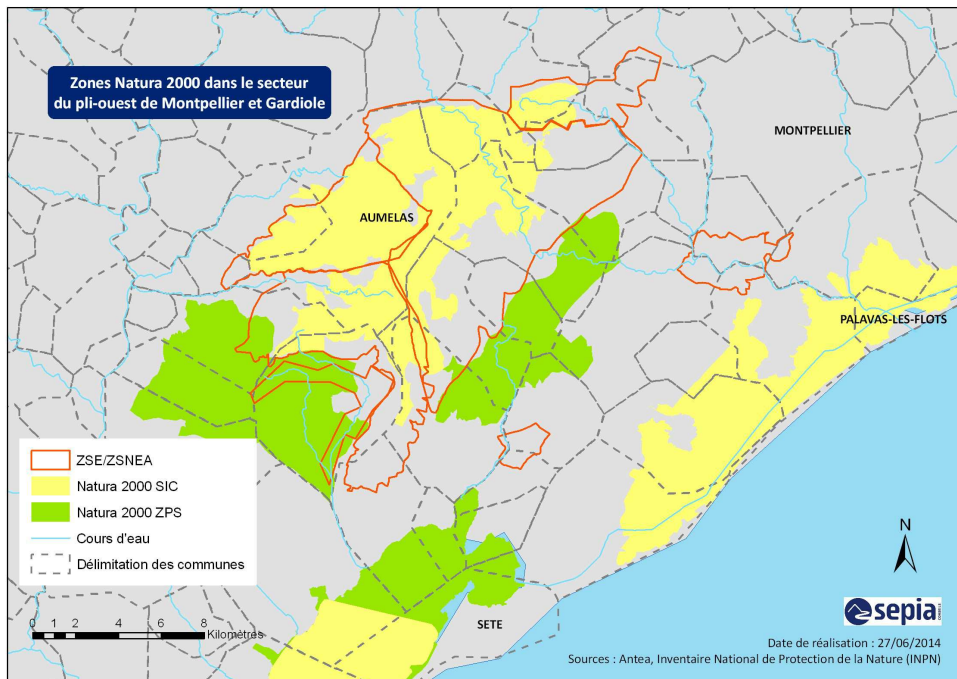 Zones Natura 2000 dans le secteur
du pli-ouest de Montpellier et Gardiole
MONTPELLIER
AUMELAS
PALAVAS-LES-FLOTS
ZSE/ZSNEA
Natura 2000 SIC
Natura 2000 ZPS
Cours d'eau
Délimitation des communes
N
0 1 2 4 6 8
Kilomètres
SETE
sepia
Date de réalisation : 27/06/2014
Sources : Antea, Inventaire National de Protection de la Nature (INPN)